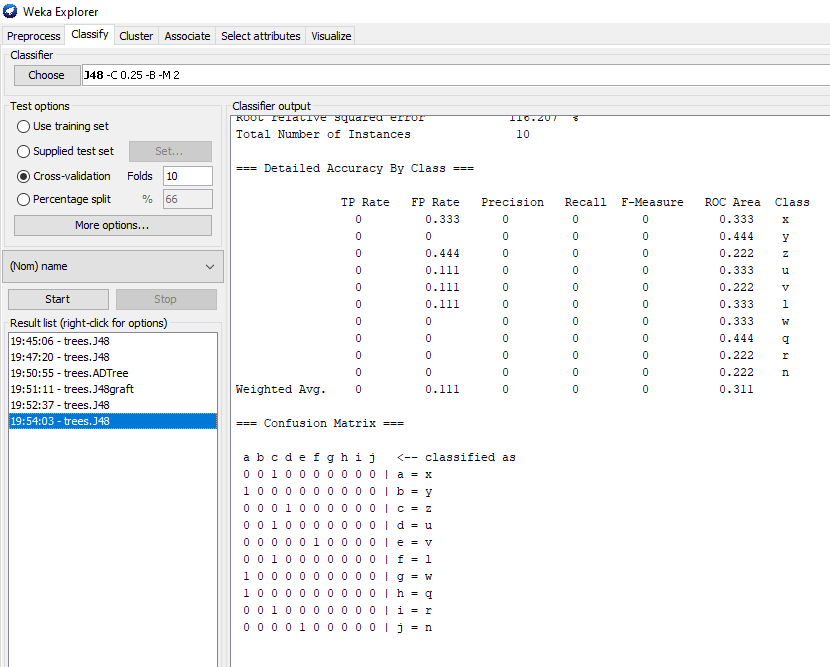 Weka Explorer
Preprocess Classify Cluster Associate Select attributes Visualize
Classifier
Choose J48 -C 0.25 -B -M 2
Test options
Use training set
Supplied test set Set...
Cross-validation Folds 10
Percentage split % 66
More options...
(Nom) name
Start Stop
Result list (right-click for options)
19:45:06 - trees.J48
19:47:20 - trees.J48
19:50:55 - trees.ADTree
19:51:11 - trees.J48graft
19:52:37 - trees.J48
19:54:03 - trees.J48
Classifier output
Root relative squared error 116.207 %
Total Number of Instances 10
=== Detailed Accuracy By Class ===
TP Rate FP Rate Precision Recall F-Measure ROC Area Class
0 0.333 0 0 0 0.333 x
0 0 0 0 0 0.444 y
0 0.444 0 0 0 0.222 z
0 0.111 0 0 0 0.333 u
0 0.111 0 0 0 0.222 v
0 0.111 0 0 0 0.333 l
0 0 0 0 0 0.333 w
0 0 0 0 0 0.444 q
0 0 0 0 0 0.222 r
0 0 0 0 0 0.222 n
Weighted Avg. 0 0.111 0 0 0 0.311
=== Confusion Matrix ===
a b c d e f g h i j <-- classified as
0 0 1 0 0 0 0 0 0 0 | a = x
1 0 0 0 0 0 0 0 0 0 | b = y
0 0 0 1 0 0 0 0 0 0 | c = z
0 0 1 0 0 0 0 0 0 0 | d = u
0 0 0 0 0 1 0 0 0 0 | e = v
0 0 1 0 0 0 0 0 0 0 | f = l
1 0 0 0 0 0 0 0 0 0 | g = w
1 0 0 0 0 0 0 0 0 0 | h = q
0 0 1 0 0 0 0 0 0 0 | i = r
0 0 0 0 1 0 0 0 0 0 | j = n